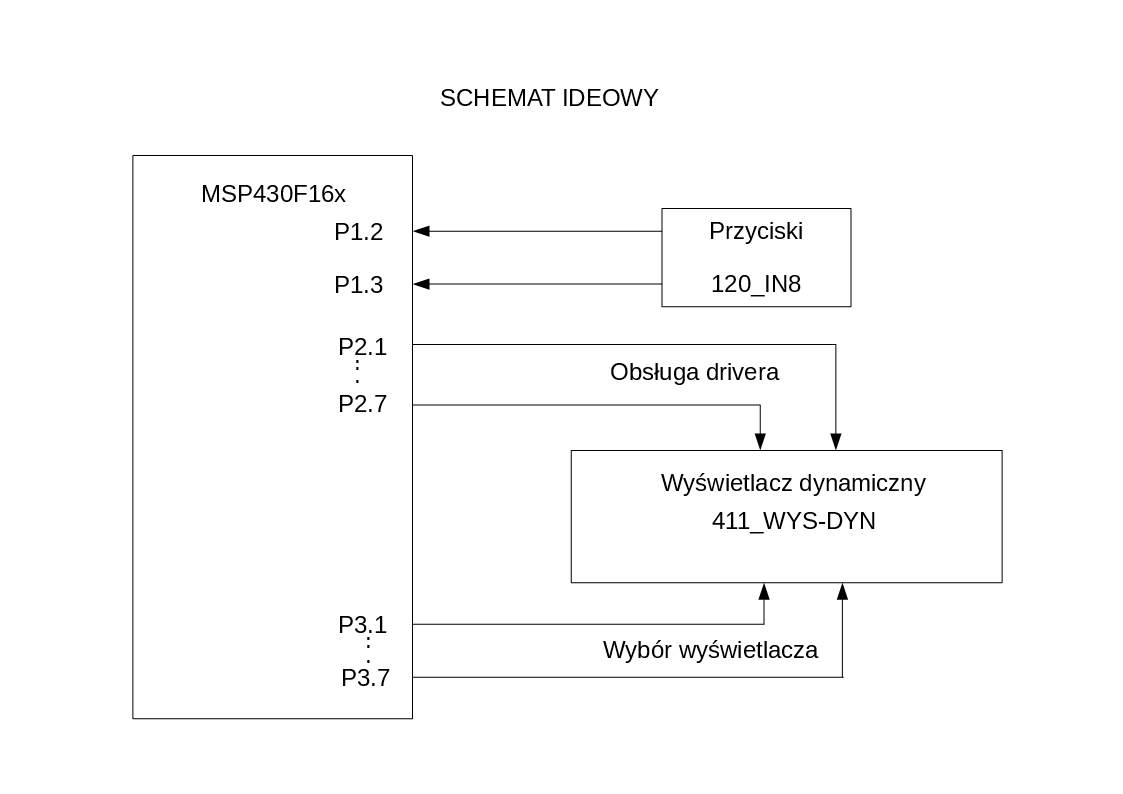 SCHEMAT IDEOWY
MSP430F16x
P1.2
P1.3
P2.1
P2.7
P3.1
P3.7
Przyciski
120_IN8
Obsługa drivera
Wyświetlacz dynamiczny
411_WYS-DYN
Wybór wyświetlacza